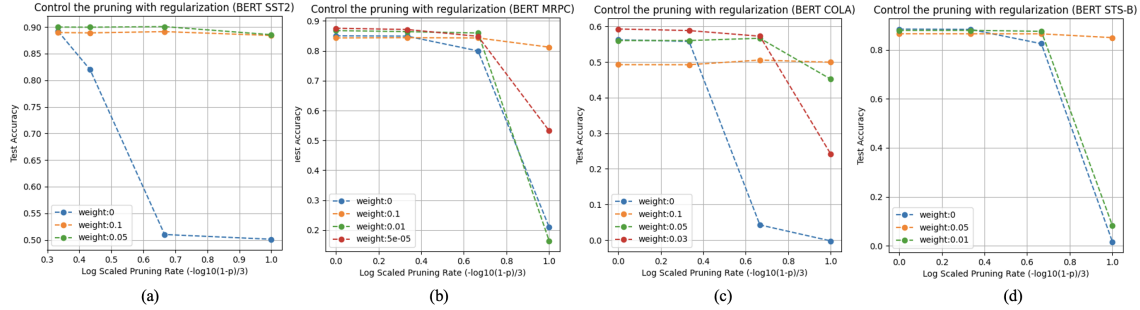 Control the pruning with regularization (BERT SST2)
Test Accuracy
0.90
0.85
0.80
0.75
0.70
0.65
0.60
0.55
0.50
weight:0
weight:0.1
weight:0.05
0.3 0.4 0.5 0.6 0.7 0.8 0.9 1.0
Log Scaled Pruning Rate (-log10(1-p)/3)
(a)
Control the pruning with regularization (BERT MRPC)
Test Accuracy
0.9
0.8
0.7
0.6
0.5
0.4
0.3
0.2
weight:0
weight:0.1
weight:0.01
weight:5e-05
0.0 0.2 0.4 0.6 0.8 1.0
Log Scaled Pruning Rate (-log10(1-p)/3)
(b)
Control the pruning with regularization (BERT COLA)
Test Accuracy
0.6
0.5
0.4
0.3
0.2
0.1
0.0
weight:0
weight:0.1
weight:0.05
weight:0.03
0.0 0.2 0.4 0.6 0.8 1.0
Log Scaled Pruning Rate (-log10(1-p)/3)
(c)
Control the pruning with regularization (BERT STS-B)
Test Accuracy
0.8
0.6
0.4
0.2
0.0
weight:0
weight:0.05
weight:0.01
0.0 0.2 0.4 0.6 0.8 1.0
Log Scaled Pruning Rate (-log10(1-p)/3)
(d)